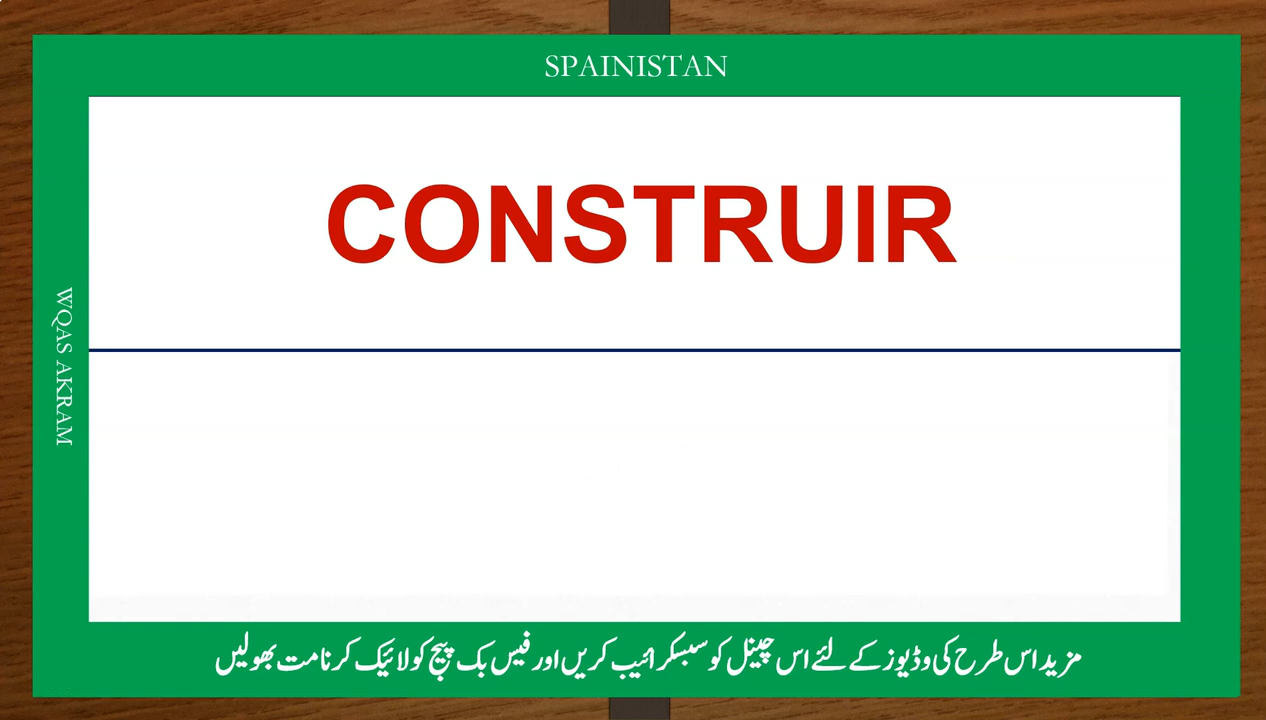 SPAINISTAN
CONSTRUIR
WQAS AKRAM
مزید اس طرح کی وڈیوز کے لئے اس چینل کو سبسکرائیب کریں اور فیس بک پیج کو لائیک کرنا مت بھولیں